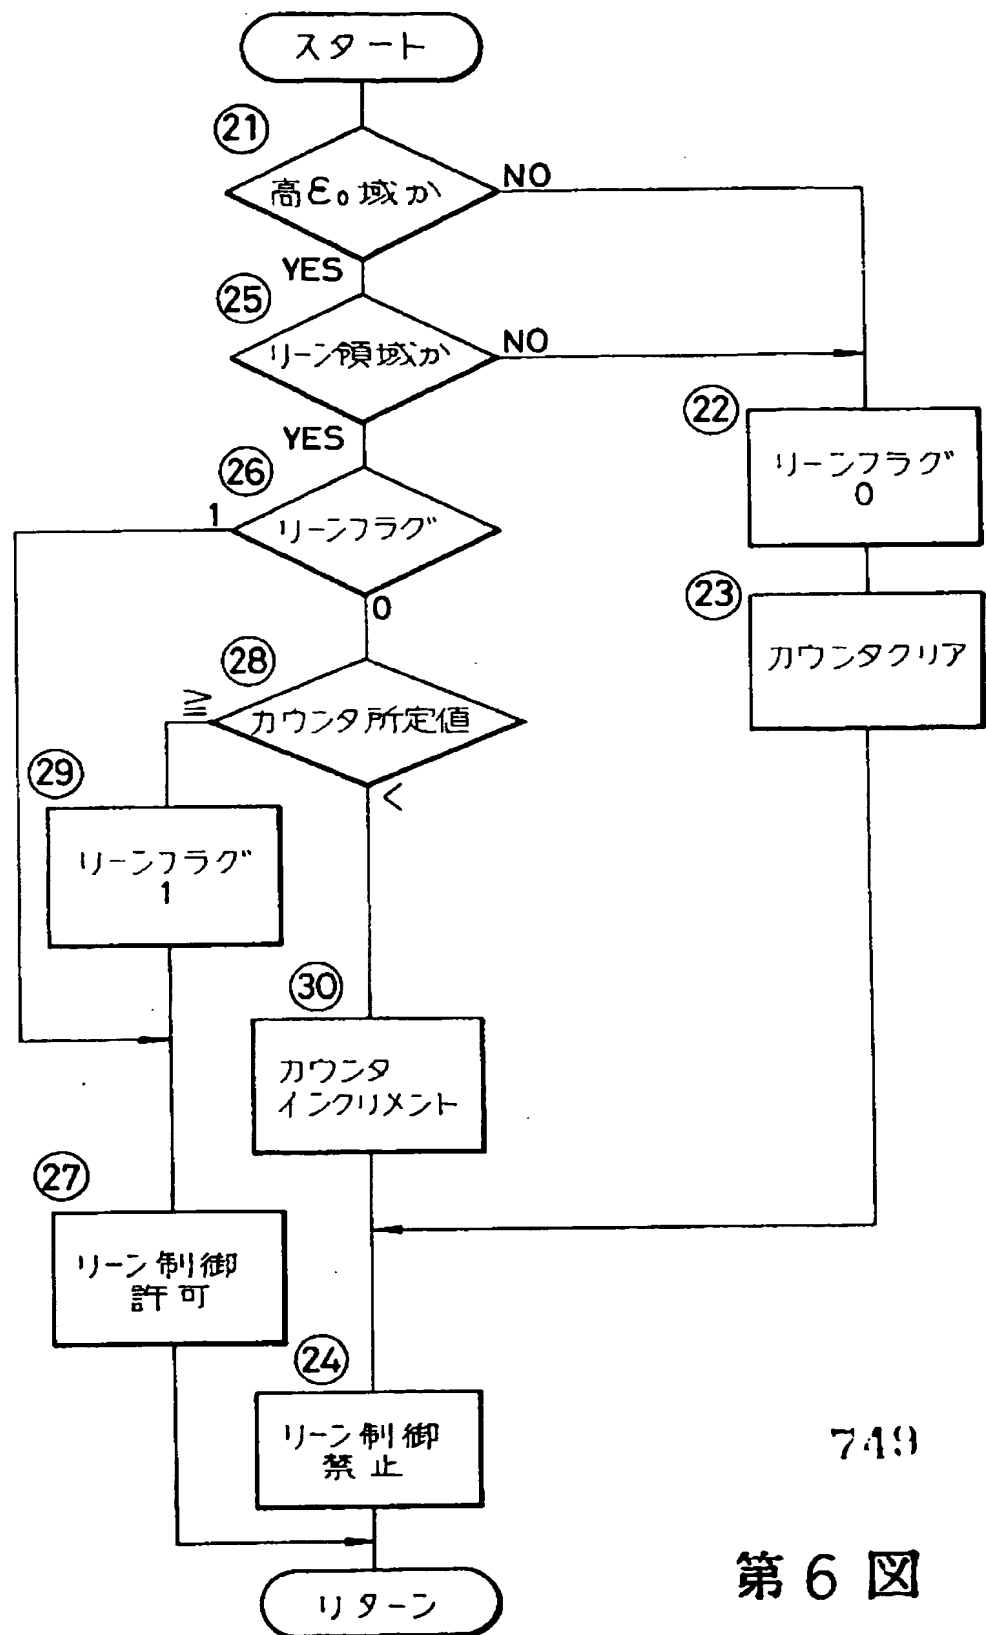 スタート
21
高ε₀域か
NO
YES
25
リーン領域か
NO
YES
22
リーンフラグ
0
26
1
リーンフラグ
0
23
カウンタクリア
28
≧
カウンタ所定値
<
29
リーンフラグ
1
30
カウンタ
インクリメント
27
リーン制御
許可
24
リーン制御
禁止
749
リターン
第6図